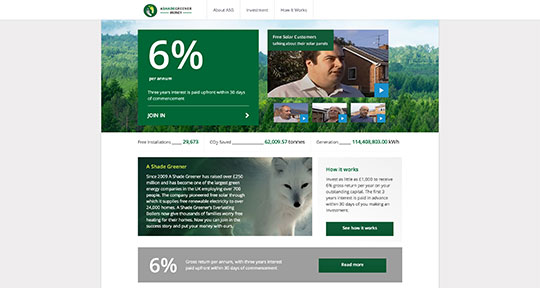 A SHADE GREENER
MONEY
About ASG
Investment
How it Works
6%
per annum
Three years interest is paid upfront within 30 days
of commencement
JOIN IN
Free Solar Customers
talking about their solar panels
Free Installations 29,673
CO2 Saved 62,009.57 tonnes
Generation 114,408,803.00 kWh
A Shade Greener
Since 2009 A Shade Greener has raised over £250
million and has become one of the largest green
energy companies in the UK employing over 700
people. The company pioneered free solar through
which it supplies free renewable electricity to over
24,000 homes. A Shade Greener's Everlasting
Boilers now give thousands of families worry free
heating for their homes. Now you can join in the
success story and put your money with ours.
How it works
Invest as little as £1,000 to receive
6% gross return per year on your
outstanding capital. The first 3
years interest is paid in advance
within 30 days of you making an
investment.
See how it works
6%
Gross return per annum, with three years interest
paid upfront within 30 days of commencement
Read more